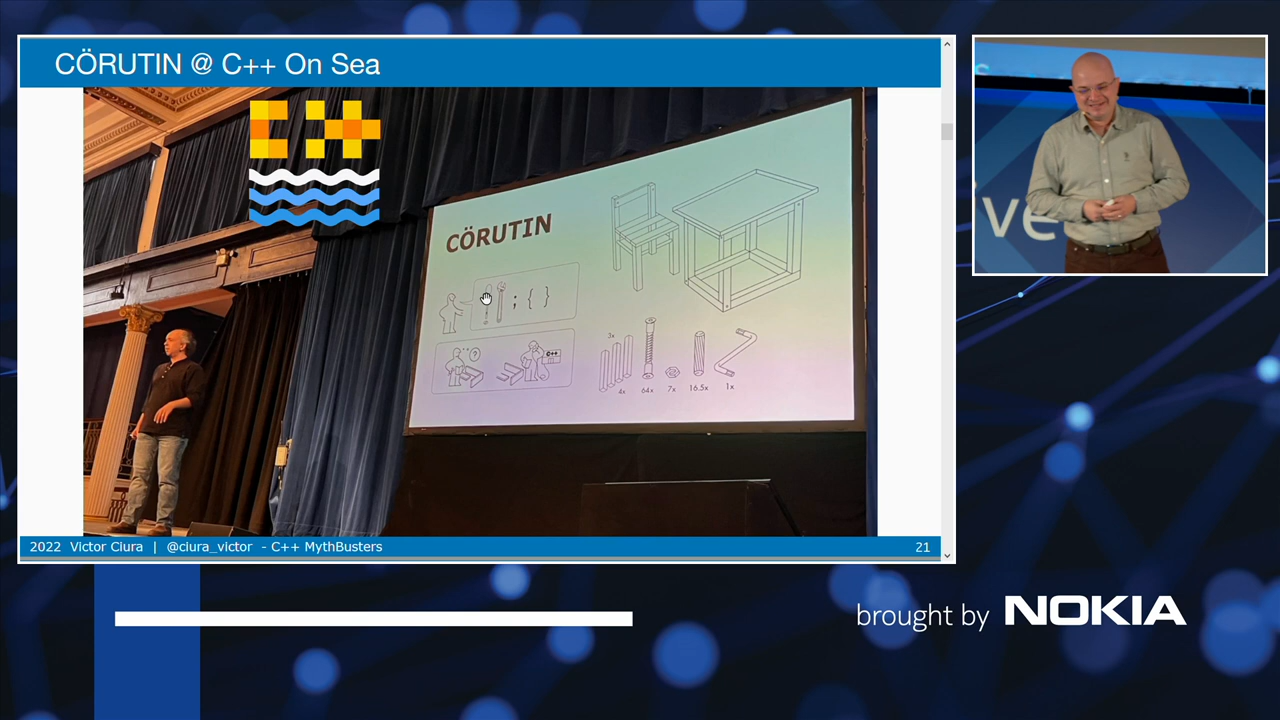 CÖRUTIN @ C++ On Sea
CÖRUTIN
; { }
?
C++
3x
4x
64x
7x
16.5x
1x
2022 Victor Ciura | @ciura_victor - C++ MythBusters
21
ive
brought by NOKIA